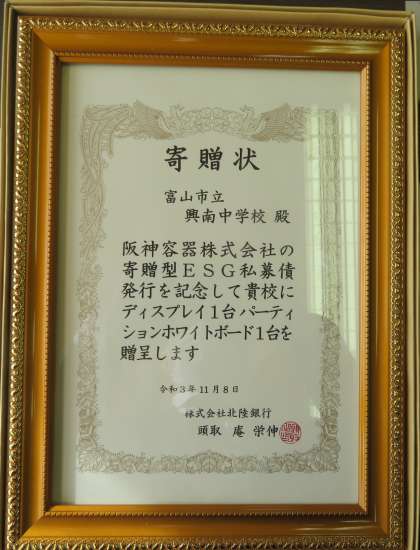 寄贈状
富山市立
興南中学校 殿
阪神容器株式会社の
寄贈型ESG私募債
発行を記念して貴校に
ディスプレイ1台パーティ
ションホワイトボード1台を
贈呈します
令和3年11月8日
株式会社北陸銀行
頭取 庵 栄伸